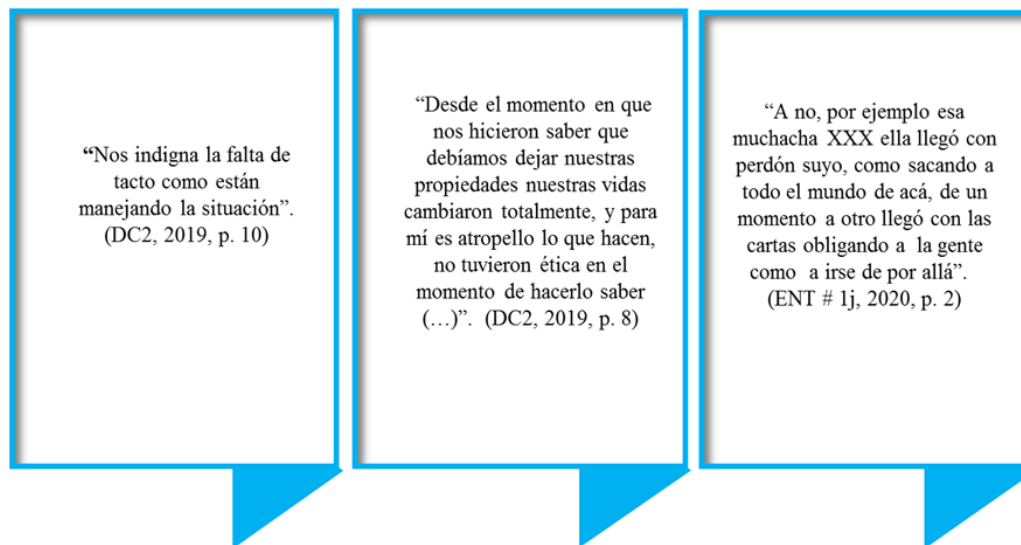 “Nos indigna la falta de
tacto como están
manejando la situación”.
(DC2, 2019, p. 10)
“Desde el momento en que
nos hicieron saber que
debíamos dejar nuestras
propiedades nuestras vidas
cambiaron totalmente, y para
mí es atropello lo que hacen,
no tuvieron ética en el
momento de hacerlo saber
(…)”. (DC2, 2019, p. 8)
“A no, por ejemplo esa
muchacha XXX ella llegó con
perdón suyo, como sacando a
todo el mundo de acá, de un
momento a otro llegó con las
cartas obligando a la gente
como a irse de por allá”.
(ENT # 1j, 2020, p. 2)